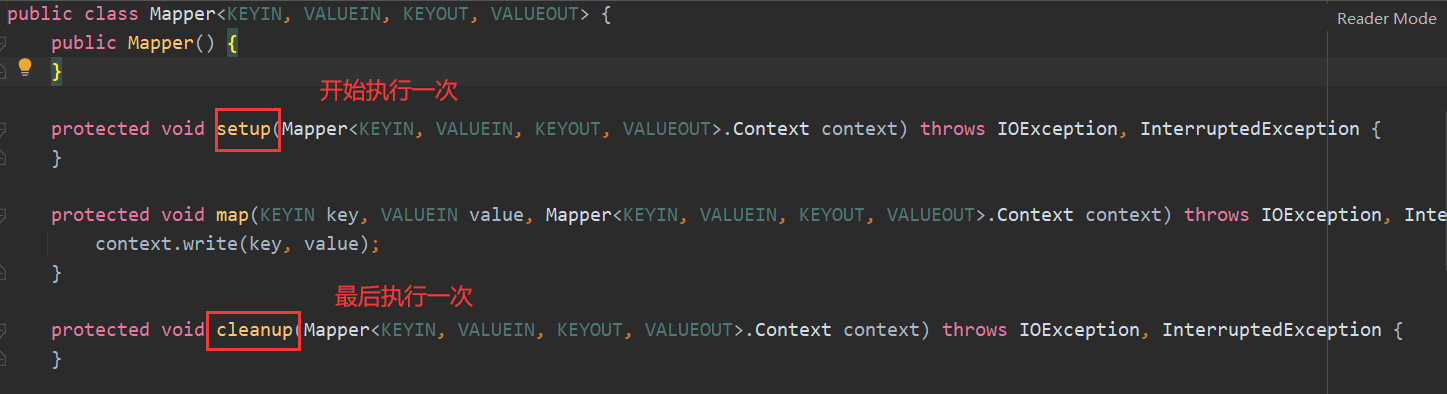 public class Mapper<KEYIN, VALUEIN, KEYOUT, VALUEOUT> {
Reader Mode
public Mapper() {
}
开始执行一次
protected void setup(Mapper<KEYIN, VALUEIN, KEYOUT, VALUEOUT>.Context context) throws IOException, InterruptedException {
}
protected void map(KEYIN key, VALUEIN value, Mapper<KEYIN, VALUEIN, KEYOUT, VALUEOUT>.Context context) throws IOException, Inte
context.write(key, value);
}
最后执行一次
protected void cleanup(Mapper<KEYIN, VALUEIN, KEYOUT, VALUEOUT>.Context context) throws IOException, InterruptedException {
}